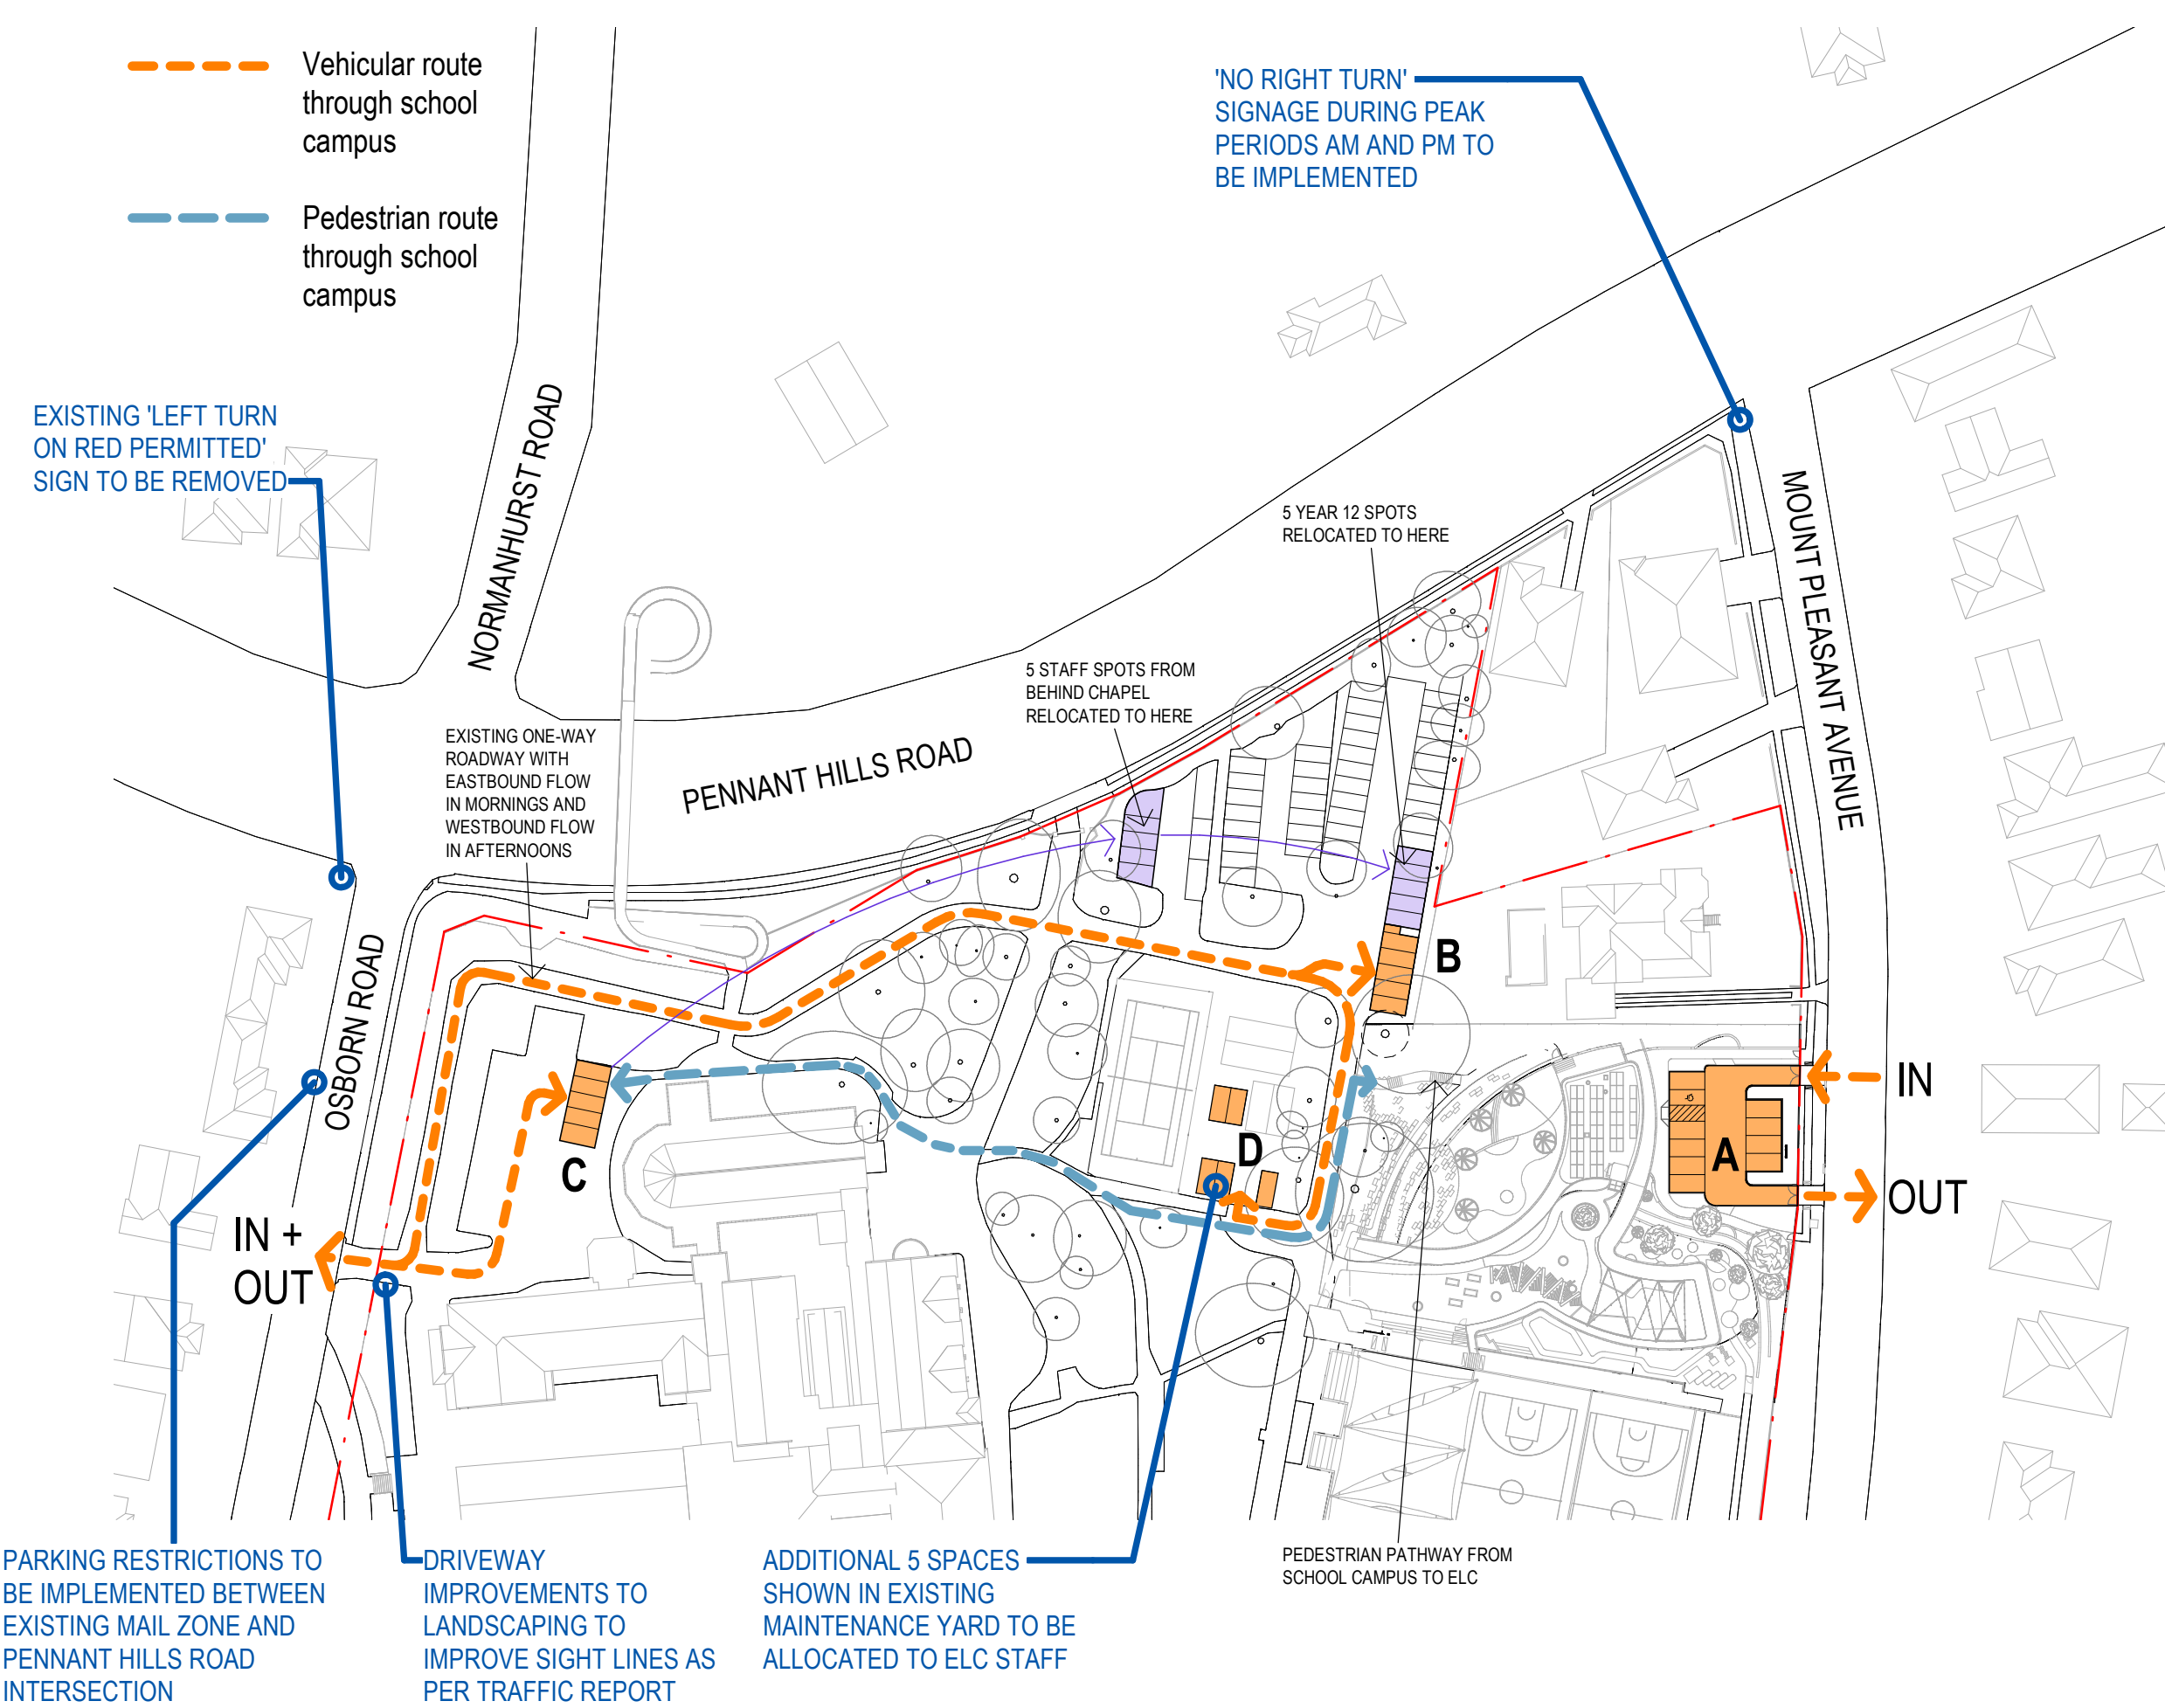 Vehicular route
through school
campus
Pedestrian route
through school
campus
'NO RIGHT TURN'
SIGNAGE DURING PEAK
PERIODS AM AND PM TO
BE IMPLEMENTED
EXISTING 'LEFT TURN
ON RED PERMITTED'
SIGN TO BE REMOVED
NORMANHURST ROAD
5 YEAR 12 SPOTS
RELOCATED TO HERE
MOUNT PLEASANT AVENUE
5 STAFF SPOTS FROM
BEHIND CHAPEL
RELOCATED TO HERE
EXISTING ONE-WAY
ROADWAY WITH
EASTBOUND FLOW
IN MORNINGS AND
WESTBOUND FLOW
IN AFTERNOONS
PENNANT HILLS ROAD
OSBORN ROAD
B
IN
A
OUT
D
C
IN +
OUT
PARKING RESTRICTIONS TO
BE IMPLEMENTED BETWEEN
EXISTING MAIL ZONE AND
PENNANT HILLS ROAD
INTERSECTION
DRIVEWAY
IMPROVEMENTS TO
LANDSCAPING TO
IMPROVE SIGHT LINES AS
PER TRAFFIC REPORT
ADDITIONAL 5 SPACES
SHOWN IN EXISTING
MAINTENANCE YARD TO BE
ALLOCATED TO ELC STAFF
PEDESTRIAN PATHWAY FROM
SCHOOL CAMPUS TO ELC